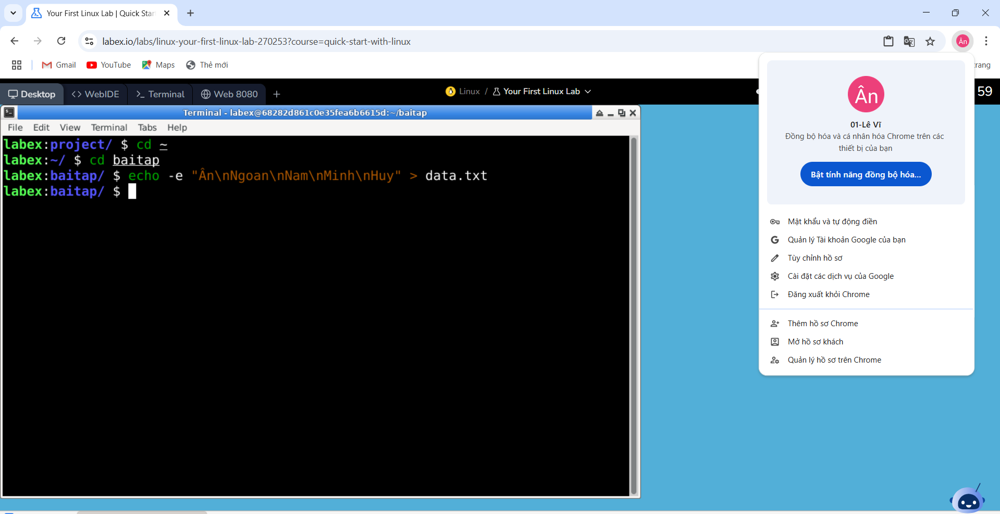 Your First Linux Lab | Quick Star
labex.io/labs/linux-your-first-linux-lab-270253?course=quick-start-with-linux
Ân
Gmail
YouTube
Maps
Thẻ mới
trang
Desktop
WebIDE
Terminal
Web 8080
Linux / Your First Linux Lab
59
Terminal - labex@68282d861c0e35fea6b6615d:~/baitap
File Edit View Terminal Tabs Help
labex:project/ $ cd ~
labex:~/ $ cd baitap
labex:baitap/ $ echo -e "Ân\nNgoan\nNam\nMinh\nHuy" > data.txt
labex:baitap/ $
Ân
01-Lê Vĩ
Đồng bộ hóa và cá nhân hóa Chrome trên các
thiết bị của bạn
Bật tính năng đồng bộ hóa...
Mật khẩu và tự động điền
Quản lý Tài khoản Google của bạn
Tùy chỉnh hồ sơ
Cài đặt các dịch vụ của Google
Đăng xuất khỏi Chrome
Thêm hồ sơ Chrome
Mở hồ sơ khách
Quản lý hồ sơ trên Chrome